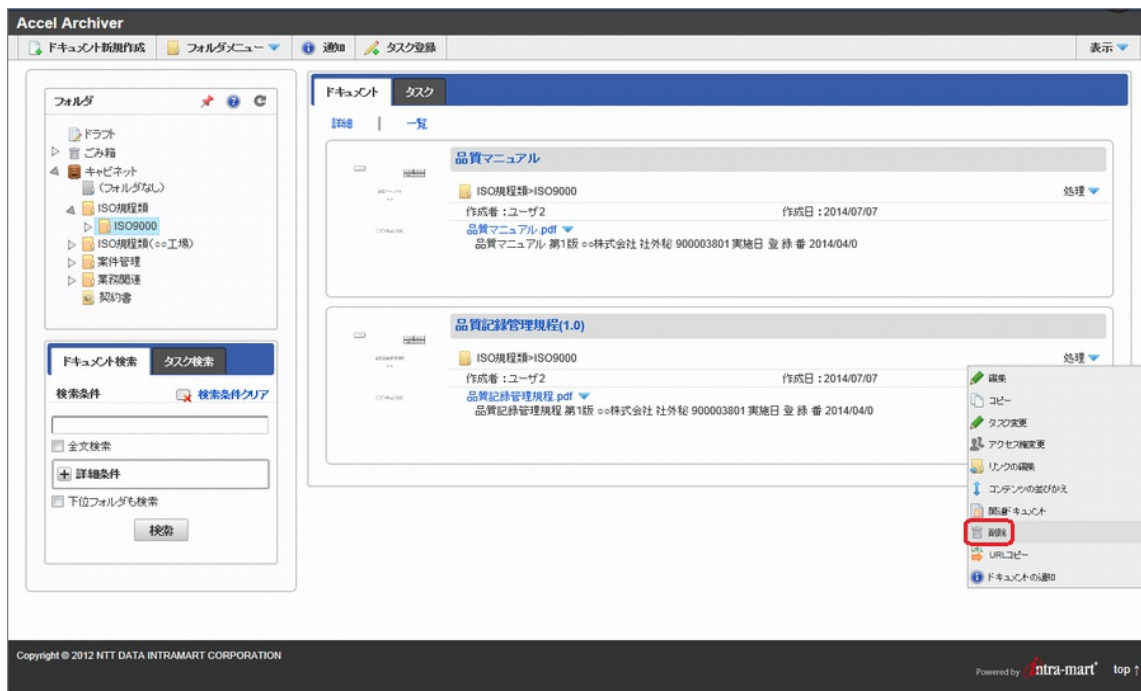 Accel Archiver
ドキュメント新規作成 フォルダメニュー 通知 タスク登録 表示
フォルダ
ドラフト
ごみ箱
キャビネット
(フォルダなし)
ISO規程類
ISO9000
ISO規程類(○○工場)
案件管理
業務関連
契約書
ドキュメント検索 タスク検索
検索条件 検索条件クリア
全文検索
詳細条件
下位フォルダも検索
検索
ドキュメント タスク
詳細 | 一覧
品質マニュアル
ISO規程類>ISO9000 処理
作成者:ユーザ2 作成日:2014/07/07
品質マニュアル.pdf
品質マニュアル 第1版 ○○株式会社 社外秘 900003801 実施日 登 録 番 2014/04/0
品質記録管理規程(1.0)
ISO規程類>ISO9000 処理
作成者:ユーザ2 作成日:2014/07/07
品質記録管理規程.pdf
品質記録管理規程 第1版 ○○株式会社 社外秘 900003801 実施日 登 録 番 2014/04/0
編集
コピー
タスク変更
アクセス権変更
リンクの編集
コンテンツの並びかえ
関連ドキュメント
削除
URLコピー
ドキュメントの通知
Copyright © 2012 NTT DATA INTRAMART CORPORATION
Powered by intra-mart top ↑